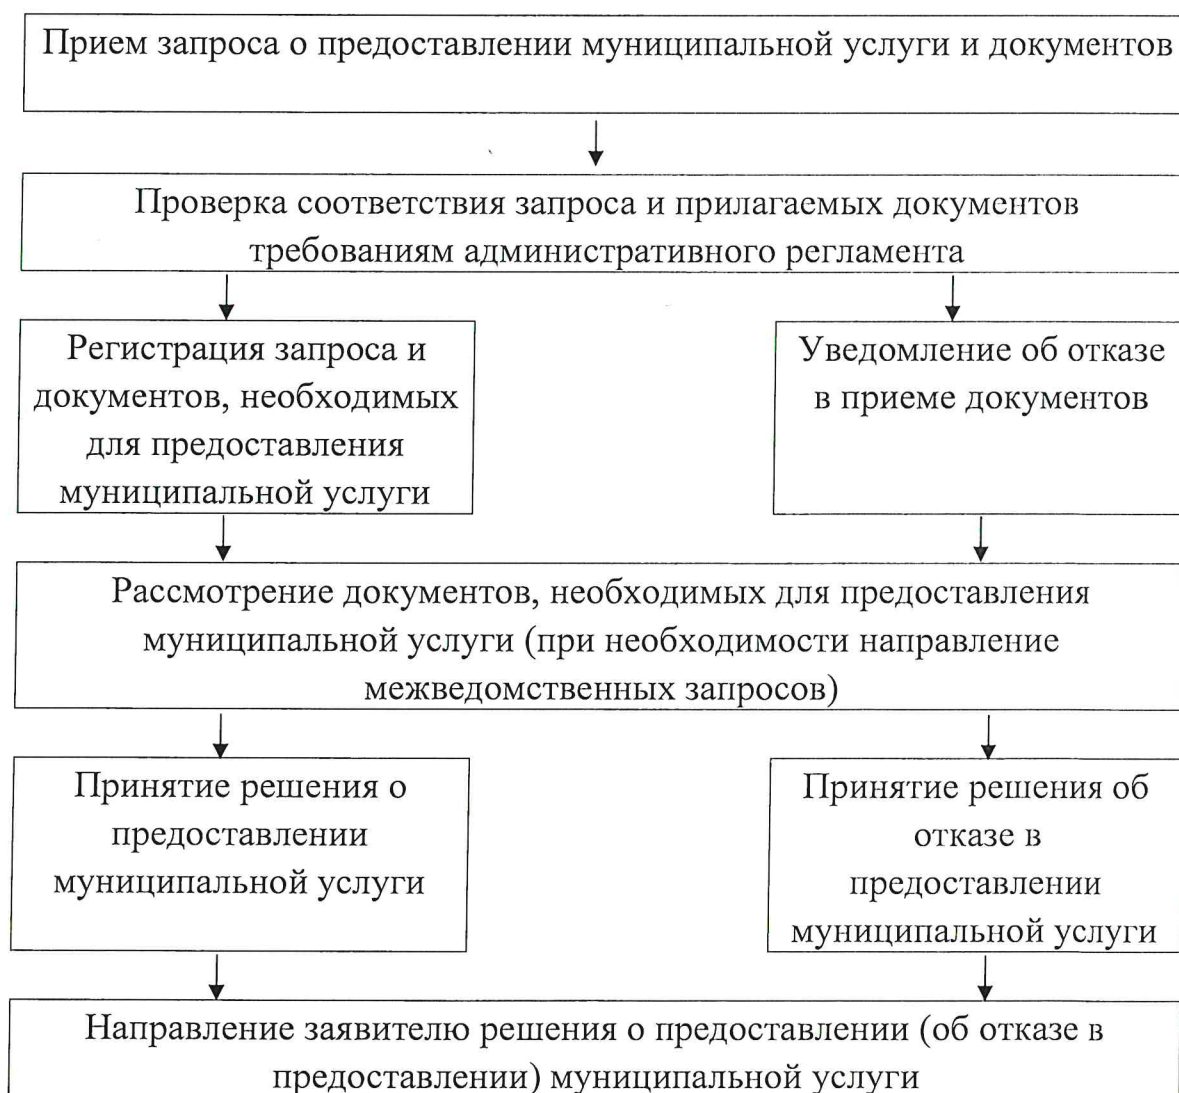 Прием запроса о предоставлении муниципальной услуги и документов
Проверка соответствия запроса и прилагаемых документов
требованиям административного регламента
Регистрация запроса и
документов, необходимых
для предоставления
муниципальной услуги
Уведомление об отказе
в приеме документов
Рассмотрение документов, необходимых для предоставления
муниципальной услуги (при необходимости направление
межведомственных запросов)
Принятие решения о
предоставлении
муниципальной услуги
Принятие решения об
отказе в
предоставлении
муниципальной услуги
Направление заявителю решения о предоставлении (об отказе в
предоставлении) муниципальной услуги